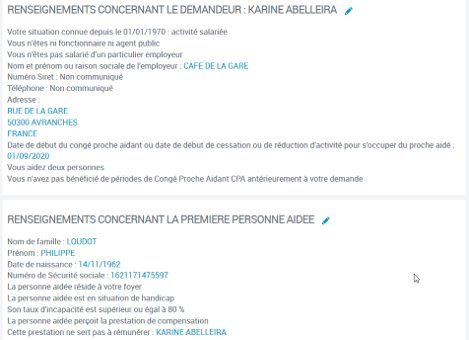 RENSEIGNEMENTS CONCERNANT LE DEMANDEUR : KARINE ABELLEIRA
Votre situation connue depuis le 01/01/1970 : activité salariée
Vous n'êtes ni fonctionnaire ni agent public
Vous n'êtes pas salarié d'un particulier employeur
Nom et prénom ou raison sociale de l'employeur : CAFE DE LA GARE
Numéro Siret : Non communiqué
Téléphone : Non communiqué
Adresse :
RUE DE LA GARE
50300 AVRANCHES
FRANCE
Date de début du congé proche aidant ou date de début de cessation ou de réduction d'activité pour s'occuper du proche aidé :
01/09/2020
Vous aidez deux personnes
Vous n'avez pas bénéficié de périodes de Congé Proche Aidant CPA antérieurement à votre demande
RENSEIGNEMENTS CONCERNANT LA PREMIERE PERSONNE AIDEE
Nom de famille : LOUDOT
Prénom : PHILIPPE
Date de naissance : 14/11/1962
Numéro de Sécurité sociale : 1621171475597
La personne aidée réside à votre foyer
La personne aidée est en situation de handicap
Son taux d'incapacité est supérieur ou égal à 80 %
La personne aidée perçoit la prestation de compensation
Cette prestation ne sert pas à rémunérer : KARINE ABELLEIRA